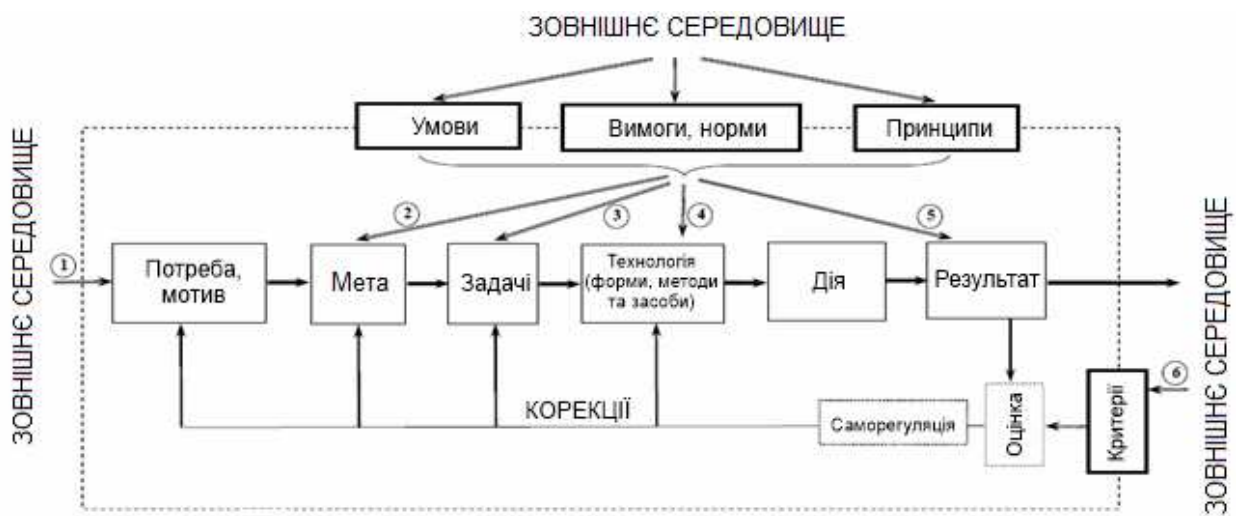 ЗОВНІШНЄ СЕРЕДОВИЩЕ
ЗОВНІШНЄ СЕРЕДОВИЩЕ
Умови
Вимоги, норми
Принципи
1
2
3
4
5
Потреба,
мотив
Мета
Задачі
Технологія
(форми, методи
та засоби)
Дія
Результат
ЗОВНІШНЄ СЕРЕДОВИЩЕ
КОРЕКЦІЇ
Саморегуляція
Оцінка
Критерії
6